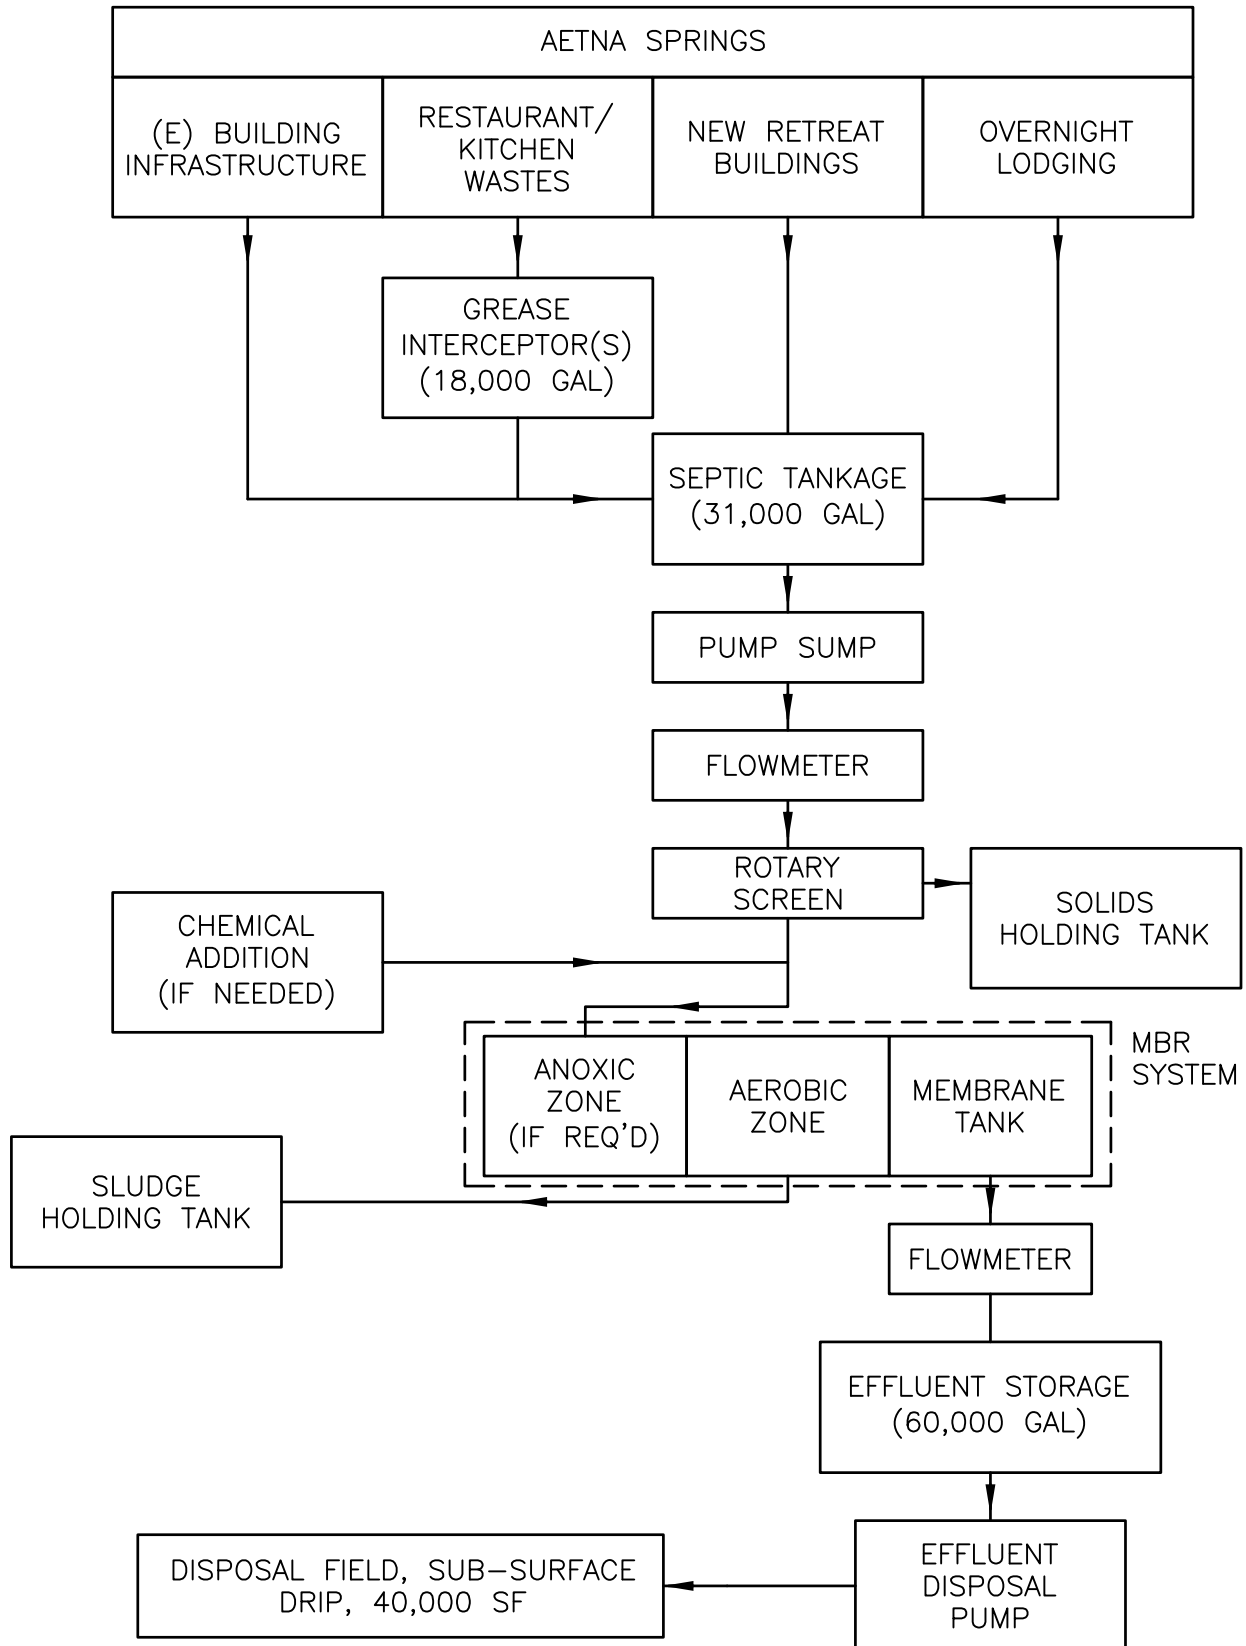 AETNA SPRINGS
(E) BUILDING
INFRASTRUCTURE
RESTAURANT/
KITCHEN
WASTES
NEW RETREAT
BUILDINGS
OVERNIGHT
LODGING
GREASE
INTERCEPTOR(S)
(18,000 GAL)
SEPTIC TANKAGE
(31,000 GAL)
PUMP SUMP
FLOWMETER
ROTARY
SCREEN
SOLIDS
HOLDING TANK
CHEMICAL
ADDITION
(IF NEEDED)
ANOXIC
ZONE
(IF REQ'D)
AEROBIC
ZONE
MEMBRANE
TANK
MBR
SYSTEM
SLUDGE
HOLDING TANK
FLOWMETER
EFFLUENT STORAGE
(60,000 GAL)
EFFLUENT
DISPOSAL
PUMP
DISPOSAL FIELD, SUB-SURFACE
DRIP, 40,000 SF